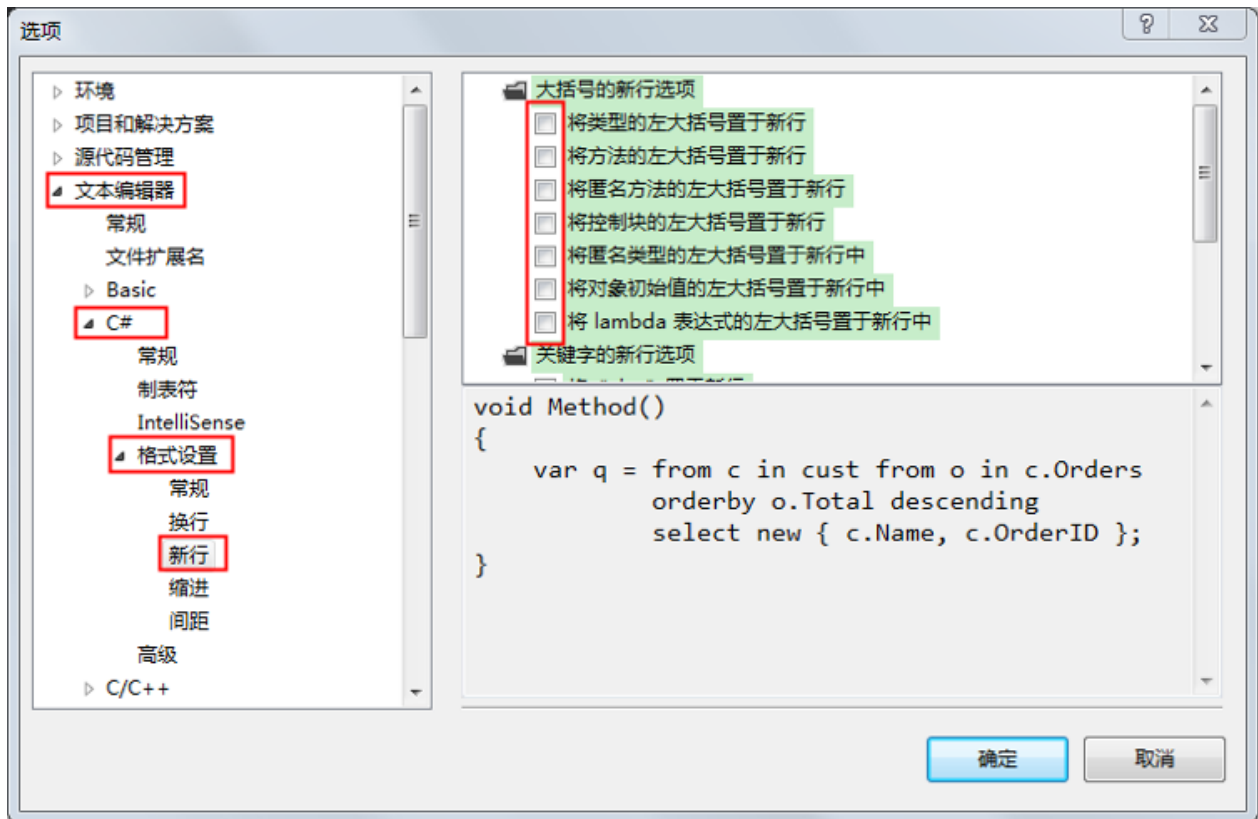 选项
环境
项目和解决方案
源代码管理
文本编辑器
常规
文件扩展名
Basic
C#
常规
制表符
IntelliSense
格式设置
常规
换行
新行
缩进
间距
高级
C/C++
大括号的新行选项
将类型的左大括号置于新行
将方法的左大括号置于新行
将匿名方法的左大括号置于新行
将控制块的左大括号置于新行
将匿名类型的左大括号置于新行中
将对象初始值的左大括号置于新行中
将 lambda 表达式的左大括号置于新行中
关键字的新行选项
void Method()
{
    var q = from c in cust from o in c.Orders
            orderby o.Total descending
            select new { c.Name, c.OrderID };
}
确定
取消